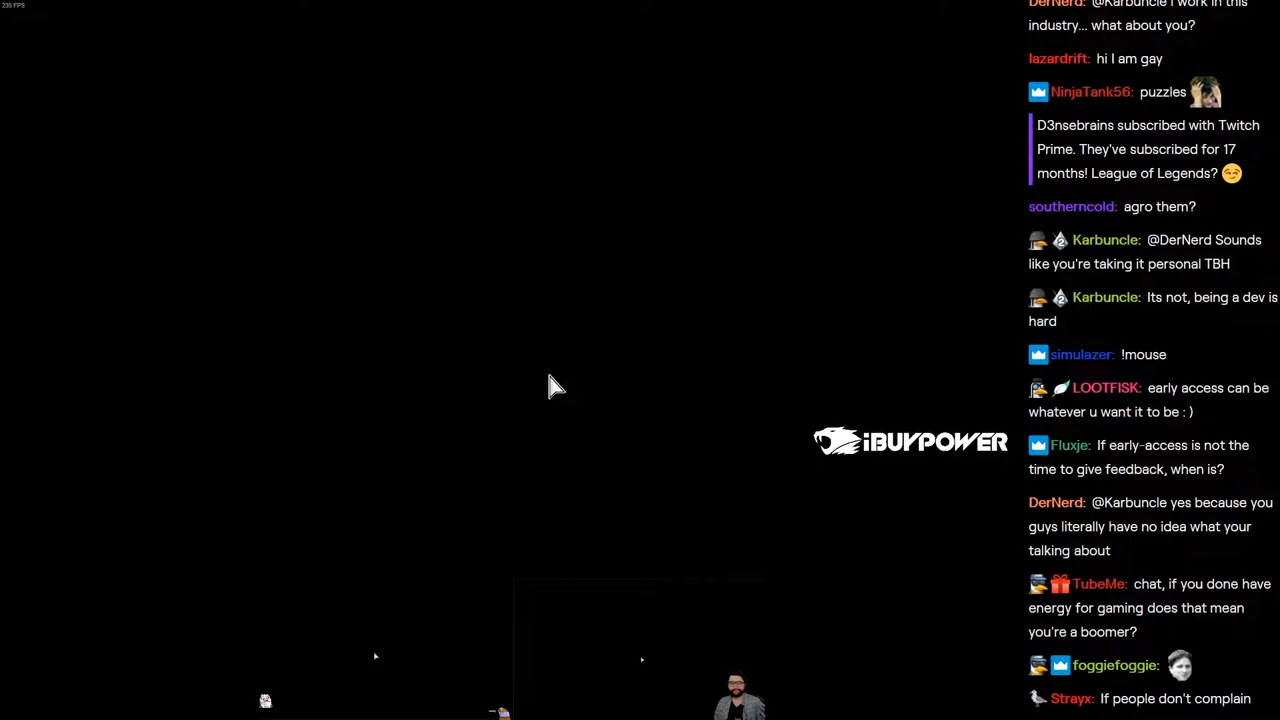 235 FPS
DerNerd: @Karbuncle I work in this
industry... what about you?
lazardrift: hi I am gay
NinjaTank56: puzzles
D3nsebrains subscribed with Twitch
Prime. They've subscribed for 17
months! League of Legends?
southerncold: agro them?
2 Karbuncle: @DerNerd Sounds
like you're taking it personal TBH
2 Karbuncle: Its not, being a dev is
hard
simulazer: !mouse
LOOTFISK: early access can be
whatever u want it to be : )
iBUYPOWER
Fluxje: If early-access is not the
time to give feedback, when is?
DerNerd: @Karbuncle yes because you
guys literally have no idea what your
talking about
TubeMe: chat, if you done have
energy for gaming does that mean
you're a boomer?
foggiefoggie:
Strayx: If people don't complain